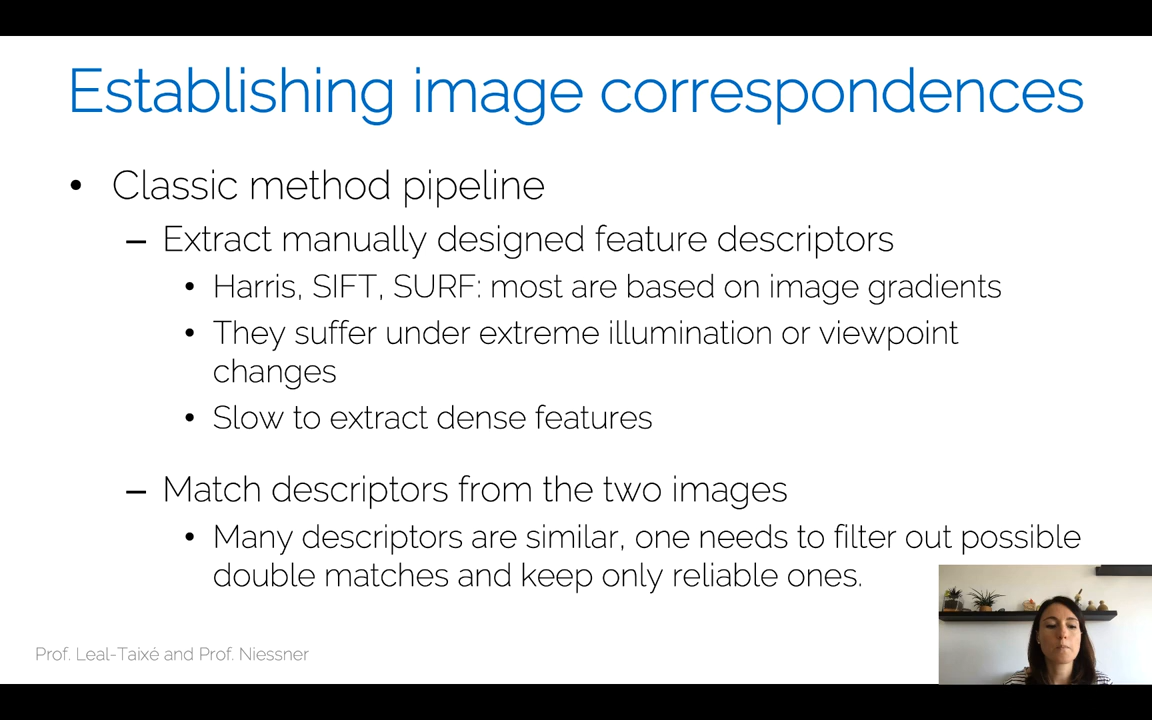 Establishing image correspondences
• Classic method pipeline
– Extract manually designed feature descriptors
• Harris, SIFT, SURF: most are based on image gradients
• They suffer under extreme illumination or viewpoint
changes
• Slow to extract dense features
– Match descriptors from the two images
• Many descriptors are similar, one needs to filter out possible
double matches and keep only reliable ones.
Prof. Leal-Taixé and Prof. Niessner